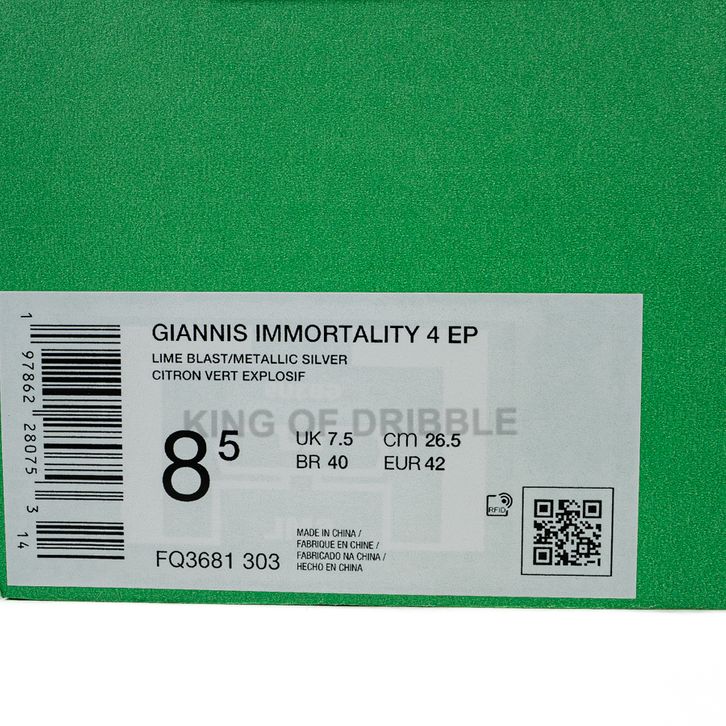 1 97862 28075 3 14
GIANNIS IMMORTALITY 4 EP
LIME BLAST/METALLIC SILVER
CITRON VERT EXPLOSIF
KING OF DRIBBLE
8 5
UK 7.5 cm 26.5
BR 40 EUR 42
RFID
MADE IN CHINA /
FABRIQUE EN CHINE /
FABRICADO NA CHINA /
HECHO EN CHINA
FQ3681 303